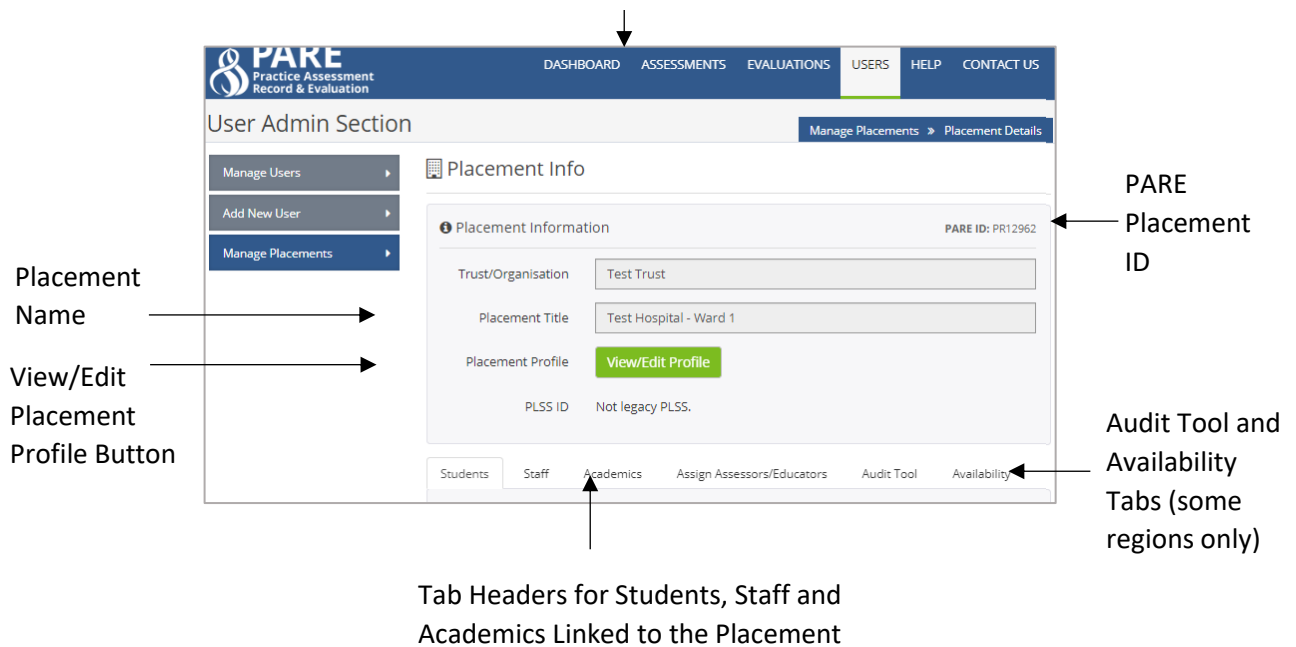 PARE
Practice Assessment
Record & Evaluation
DASHBOARD ASSESSMENTS EVALUATIONS USERS HELP CONTACT US
User Admin Section
Manage Placements » Placement Details
Manage Users
Add New User
Manage Placements
Placement Info
Placement Information
PARE ID: PR12962
Trust/Organisation Test Trust
Placement Title Test Hospital - Ward 1
Placement Profile View/Edit Profile
PLSS ID Not legacy PLSS.
Students Staff Academics Assign Assessors/Educators Audit Tool Availability
PARE
Placement
ID
Placement
Name
View/Edit
Placement
Profile Button
Audit Tool and
Availability
Tabs (some
regions only)
Tab Headers for Students, Staff and
Academics Linked to the Placement